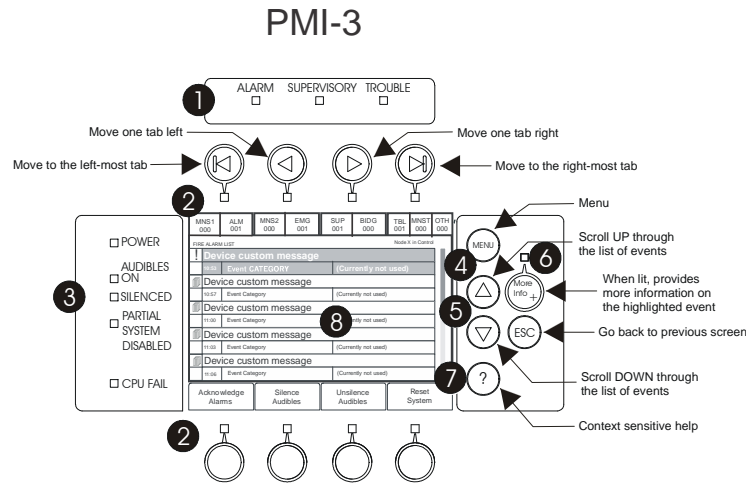 PMI-3
1
ALARM SUPERVISORY TROUBLE
Move one tab left
Move one tab right
Move to the left-most tab
Move to the right-most tab
2
MNS1 000 ALM 001 MNS2 000 EMG 001 SUP 001 BIDG 000 TBL 001 MNST 000 OTH 000
FIRE ALARM LIST Node X in Control
! Device custom message
Event CATEGORY (Currently not used)
Device custom message
10:57 Event Category (Currently not used)
Device custom message
11:00 Event Category (Currently not used)
Device custom message
11:03 Event Category (Currently not used)
Device custom message
11:06 Event Category (Currently not used)
8
Acknowledge Alarms
Silence Audibles
Unsilence Audibles
Reset System
2
3
POWER
AUDIBLES
ON
SILENCED
PARTIAL
SYSTEM
DISABLED
CPU FAIL
MENU
4
More
Info +
6
5
ESC
7
?
Menu
Scroll UP through
the list of events
When lit, provides
more information on
the highlighted event
Go back to previous screen
Scroll DOWN through
the list of events
Context sensitive help